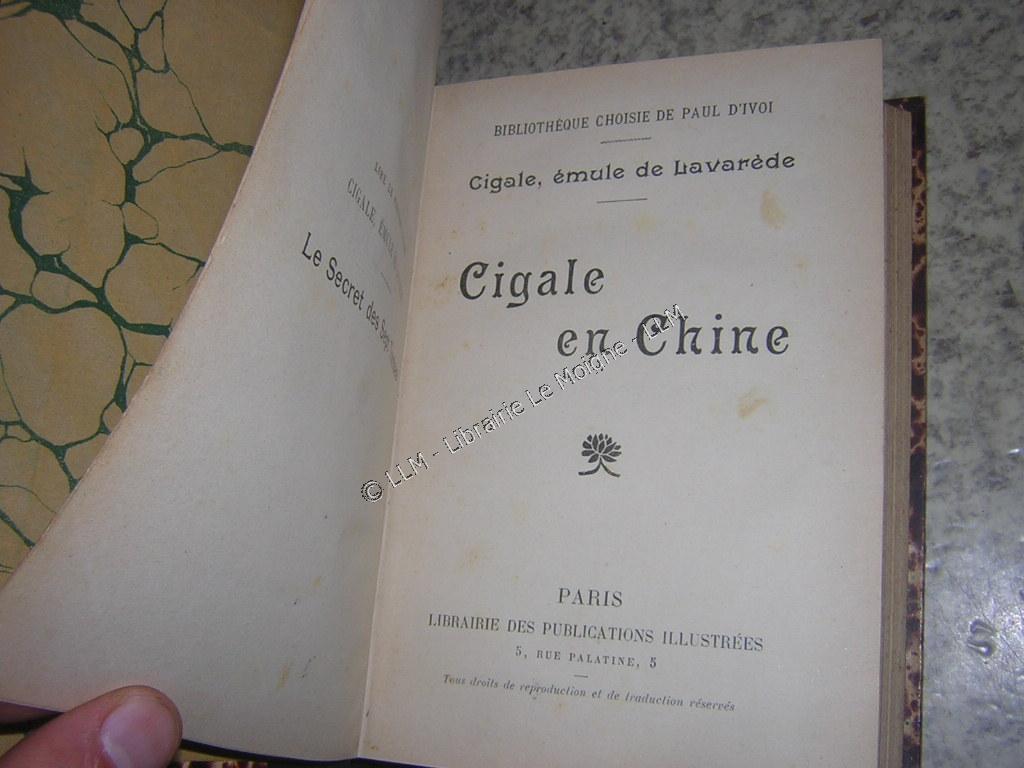 CIGALE, ÉMU
Le Secret des Sep
BIBLIOTHÈQUE CHOISIE DE PAUL D'IVOI
Cigale, émule de Lavarède
Cigale
en Chine
© LLM - Librairie Le Moigne - LLM
PARIS
LIBRAIRIE DES PUBLICATIONS ILLUSTRÉES
5, RUE PALATINE, 5
Tous droits de reproduction et de traduction réservés